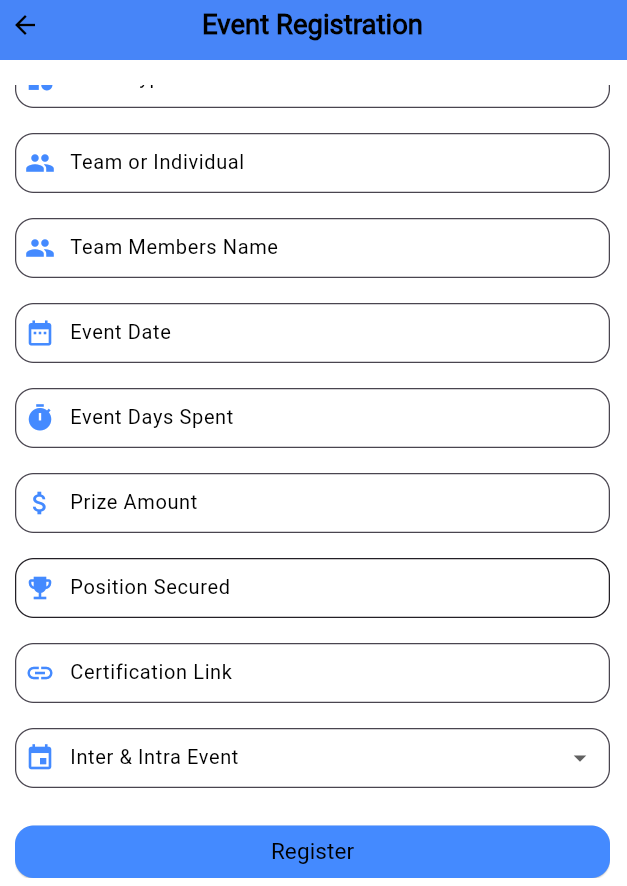 Event Registration
Team or Individual
Team Members Name
Event Date
Event Days Spent
Prize Amount
Position Secured
Certification Link
Inter & Intra Event
Register